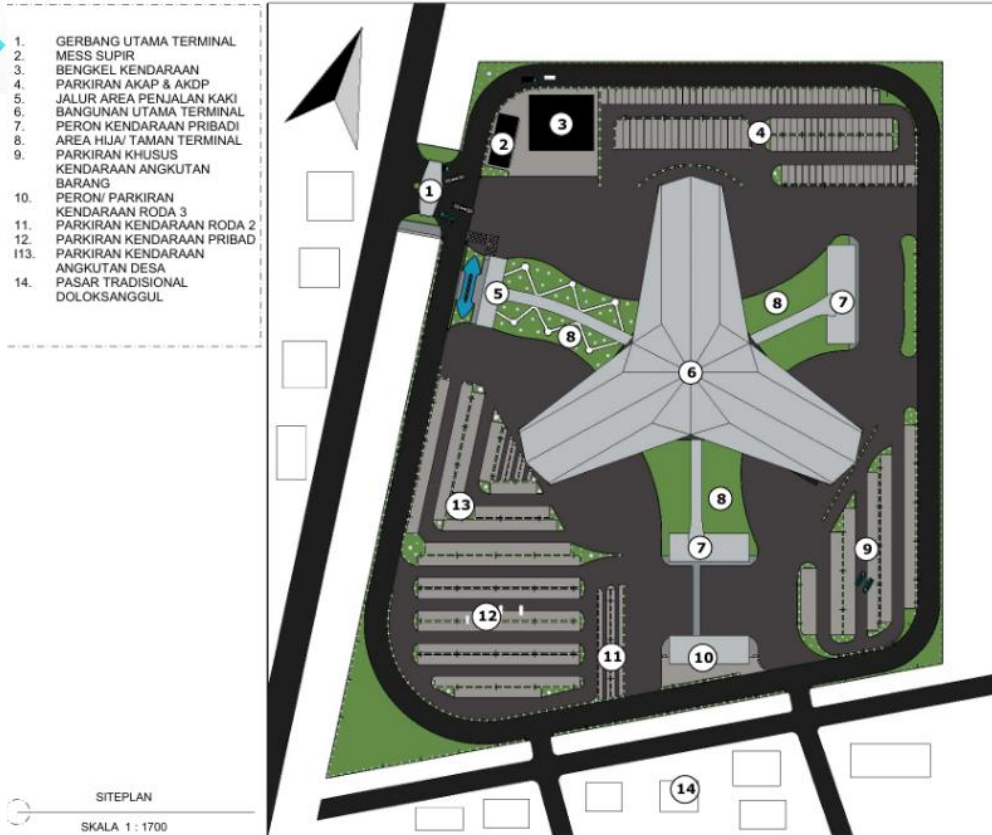 1. GERBANG UTAMA TERMINAL
2. MESS SUPIR
3. BENGKEL KENDARAAN
4. PARKIRAN AKAP & AKDP
5. JALUR AREA PENJALAN KAKI
6. BANGUNAN UTAMA TERMINAL
7. PERON KENDARAAN PRIBADI
8. AREA HIJA/ TAMAN TERMINAL
9. PARKIRAN KHUSUS
KENDARAAN ANGKUTAN
BARANG
10. PERON/ PARKIRAN
KENDARAAN RODA 3
11. PARKIRAN KENDARAAN RODA 2
12. PARKIRAN KENDARAAN PRIBAD
I13. PARKIRAN KENDARAAN
ANGKUTAN DESA
14. PASAR TRADISIONAL
DOLOKSANGGUL
3
2
4
1
5
8
7
8
6
13
8
7
9
12
11
10
14
SITEPLAN
SKALA 1 : 1700